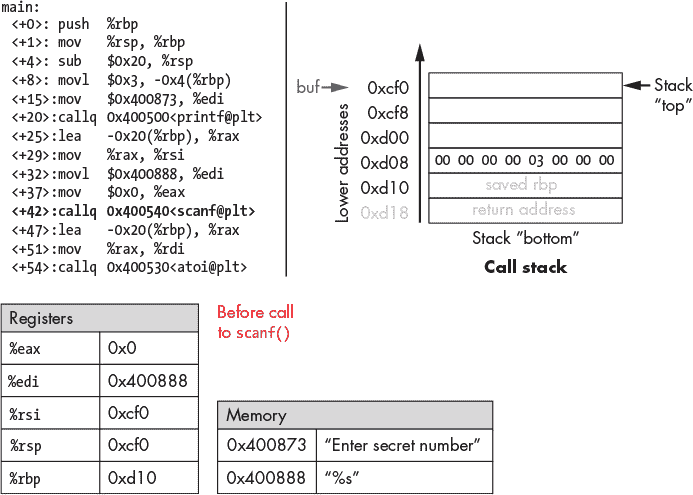 main:
<+0>: push %rbp
<+1>: mov %rsp, %rbp
<+4>: sub $0x20, %rsp
<+8>: movl $0x3, -0x4(%rbp)
<+15>:mov $0x400873, %edi
<+20>:callq 0x400500<printf@plt>
<+25>:lea -0x20(%rbp), %rax
<+29>:mov %rax, %rsi
<+32>:movl $0x400888, %edi
<+37>:mov $0x0, %eax
<+42>:callq 0x400540<scanf@plt>
<+47>:lea -0x20(%rbp), %rax
<+51>:mov %rax, %rdi
<+54>:callq 0x400530<atoi@plt>
Lower addresses
buf
0xcf0
0xcf8
0xd00
0xd08 00 00 00 00 03 00 00 00
0xd10 saved rbp
0xd18 return address
Stack
“top”
Stack “bottom”
Call stack
Registers
%eax 0x0
%edi 0x400888
%rsi 0xcf0
%rsp 0xcf0
%rbp 0xd10
Before call
to scanf()
Memory
0x400873 “Enter secret number”
0x400888 “%s”